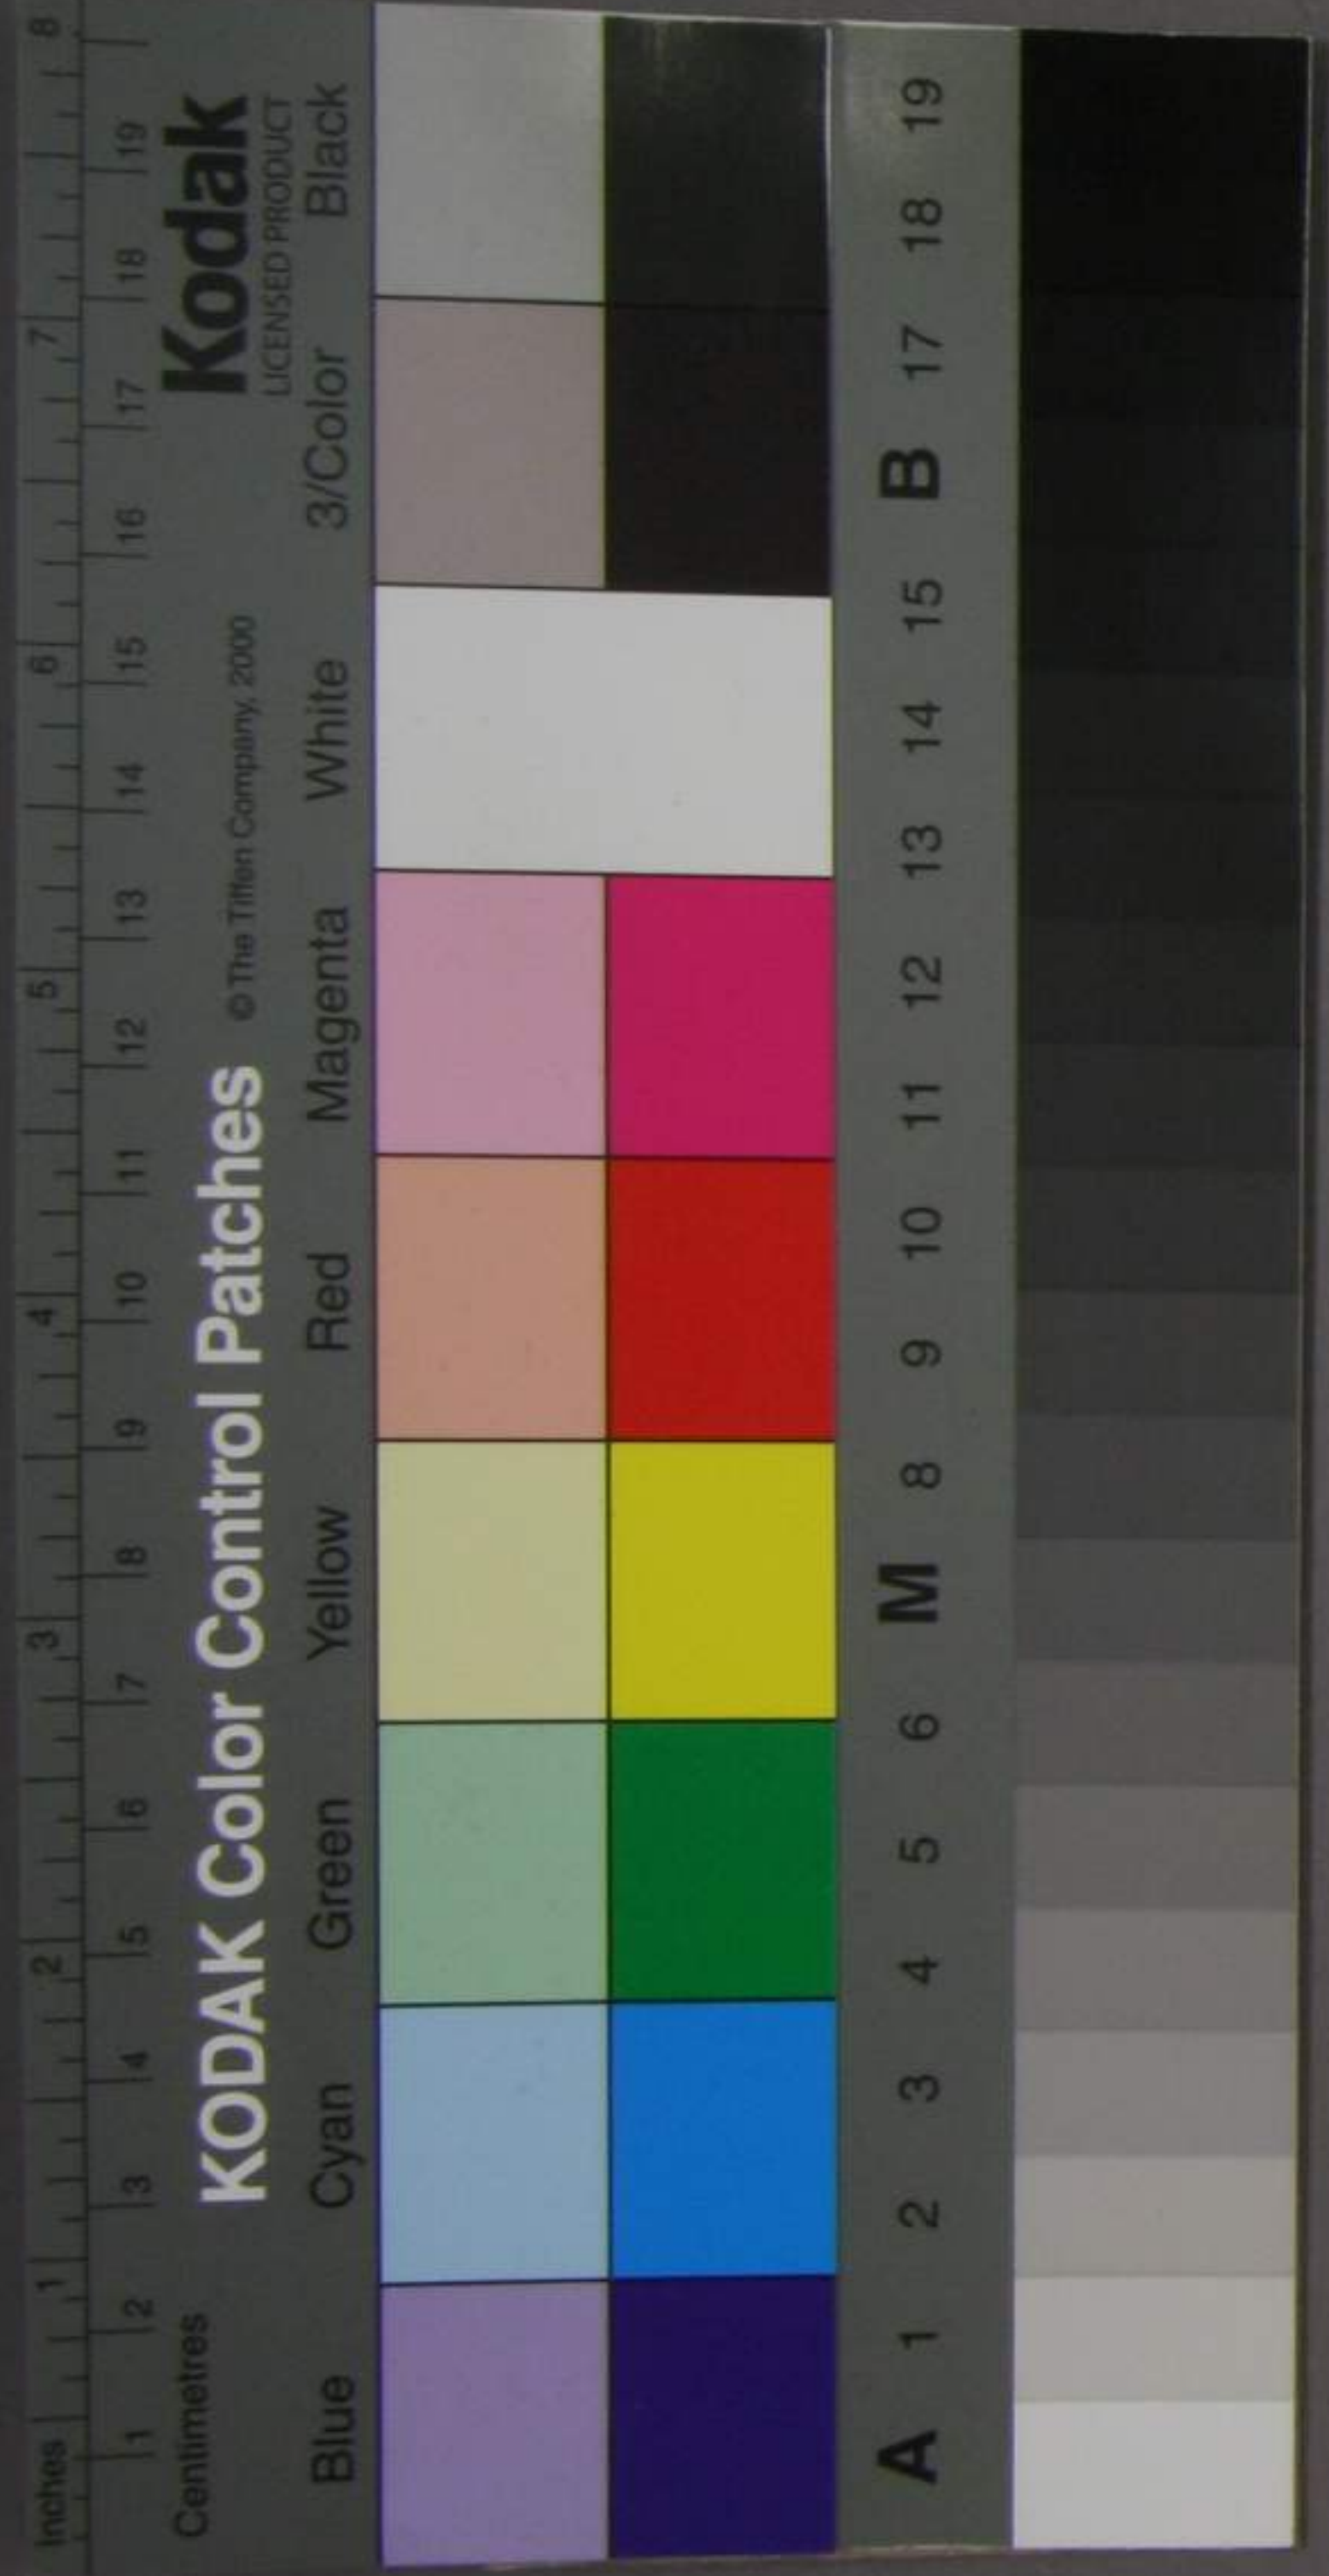 Inches 1 2 3 4 5 6 7 8
Centimetres 1 2 3 4 5 6 7 8 9 10 11 12 13 14 15 16 17 18 19
KODAK Color Control Patches © The Tiffen Company, 2000
Kodak
LICENSED PRODUCT
Blue Cyan Green Yellow Red Magenta White 3/Color Black
A 1 2 3 4 5 6 M 8 9 10 11 12 13 14 15 B 17 18 19